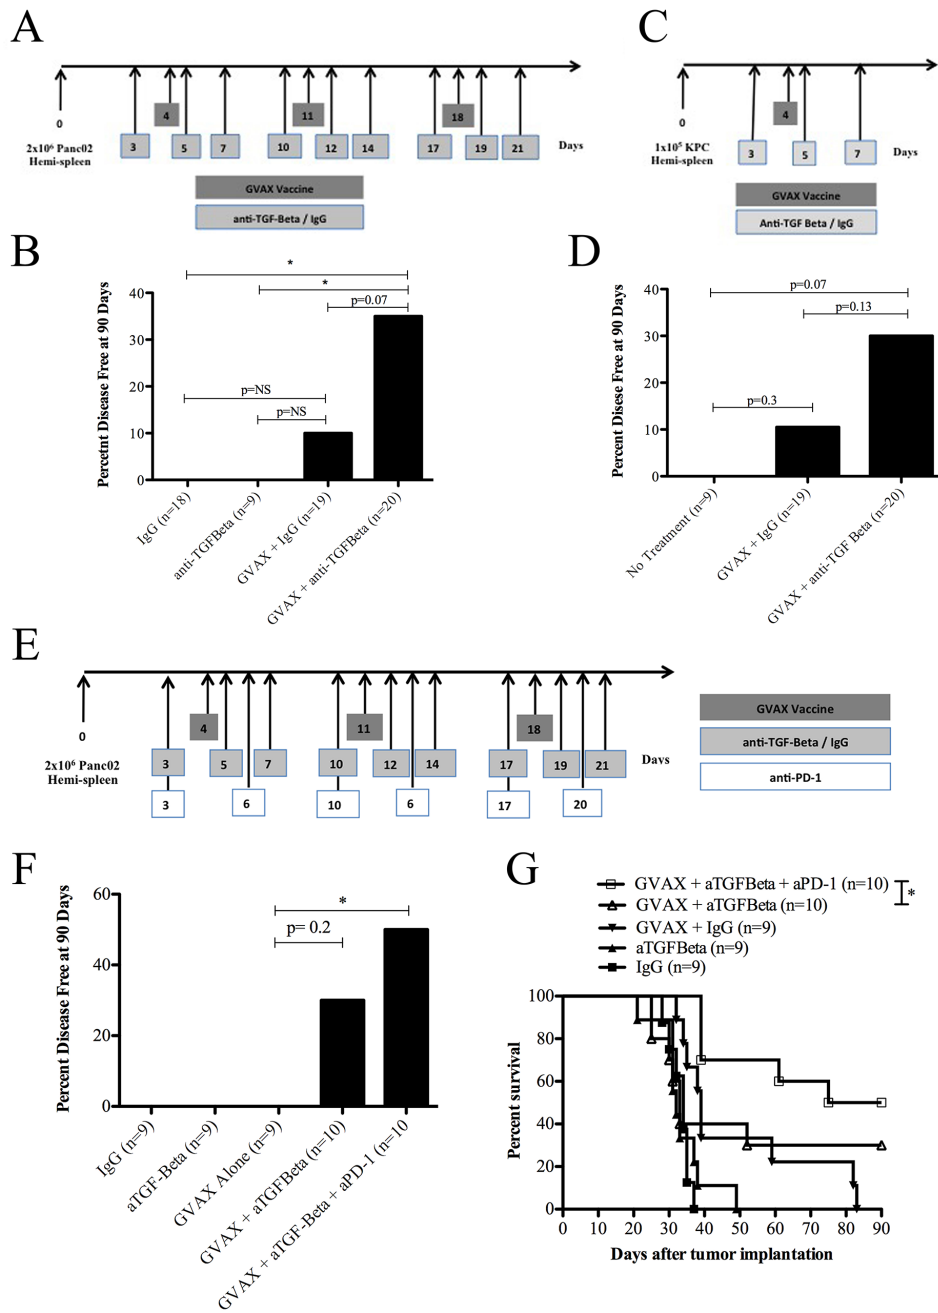 A
0
2x10⁶ Panc02
Hemi-spleen
4
11
18
3
5
7
10
12
14
17
19
21
Days
GVAX Vaccine
anti-TGF-Beta / IgG
C
0
1x10⁵ KPC
Hemi-spleen
4
3
5
7
Days
GVAX Vaccine
Anti-TGF Beta / IgG
B
Percetnt Disease Free at 90 Days
40
30
20
10
0
*
*
p=0.07
p=NS
p=NS
IgG (n=18)
anti-TGFBeta (n=9)
GVAX + IgG (n=19)
GVAX + anti-TGFBeta (n=20)
D
Percent Disese Free at 90 Days
40
30
20
10
0
p=0.07
p=0.13
p=0.3
No Treatment (n=9)
GVAX + IgG (n=19)
GVAX + anti-TGF Beta (n=20)
E
0
2x10⁶ Panc02
Hemi-spleen
4
11
18
3
5
7
10
12
14
17
19
21
Days
3
6
10
6
17
20
GVAX Vaccine
anti-TGF-Beta / IgG
anti-PD-1
F
Percent Disease Free at 90 Days
60
40
20
0
*
p= 0.2
IgG (n=9)
aTGF-Beta (n=9)
GVAX Alone (n=9)
GVAX + aTGFBeta (n=10)
GVAX + aTGF-Beta + aPD-1 (n=10
G
GVAX + aTGFBeta + aPD-1 (n=10)
GVAX + aTGFBeta (n=10)
GVAX + IgG (n=9)
aTGFBeta (n=9)
IgG (n=9)
*
Percent survival
100
80
60
40
20
0
0 10 20 30 40 50 60 70 80 90
Days after tumor implantation